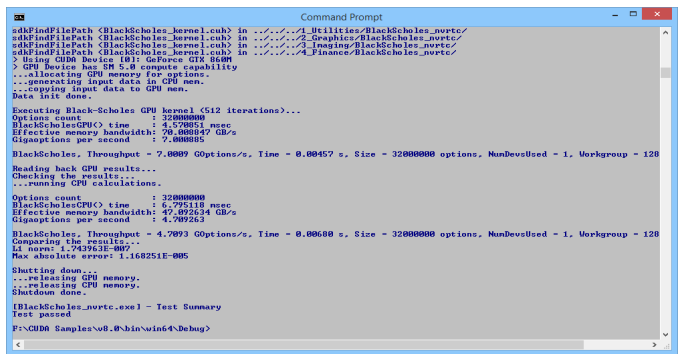 Command Prompt
sdkFindFilePath <BlackScholes_kernel.cuh> in ../../../1_Utilities/BlackScholes_nvrtc/
sdkFindFilePath <BlackScholes_kernel.cuh> in ../../../2_Graphics/BlackScholes_nvrtc/
sdkFindFilePath <BlackScholes_kernel.cuh> in ../../../3_Imaging/BlackScholes_nvrtc/
sdkFindFilePath <BlackScholes_kernel.cuh> in ../../../4_Finance/BlackScholes_nvrtc/
> Using CUDA Device [0]: GeForce GTX 860M
> GPU Device has SM 5.0 compute capability
...allocating GPU memory for options.
...generating input data in CPU mem.
...copying input data to GPU mem.
Data init done.
Executing Black-Scholes GPU kernel (512 iterations)...
Options count : 32000000
BlackScholesGPU() time : 4.570851 msec
Effective memory bandwidth: 70.008847 GB/s
Gigaoptions per second : 7.000885
BlackScholes, Throughput = 7.0009 GOptions/s, Time = 0.00457 s, Size = 32000000 options, NumDevsUsed = 1, Workgroup = 128
Reading back GPU results...
Checking the results...
...running GPU calculations.
Options count : 32000000
BlackScholesGPU() time : 6.795118 msec
Effective memory bandwidth: 47.092634 GB/s
Gigaoptions per second : 4.709263
BlackScholes, Throughput = 4.7093 GOptions/s, Time = 0.00680 s, Size = 32000000 options, NumDevsUsed = 1, Workgroup = 128
Comparing the results...
L1 norm: 1.743963E-007
Max absolute error: 1.168251E-005
Shutting down...
...releasing GPU memory.
...releasing CPU memory.
Shutdown done.
[BlackScholes_nvrtc.exe] - Test Summary
Test passed
F:\CUDA Samples\v8.0\bin\win64\Debug>